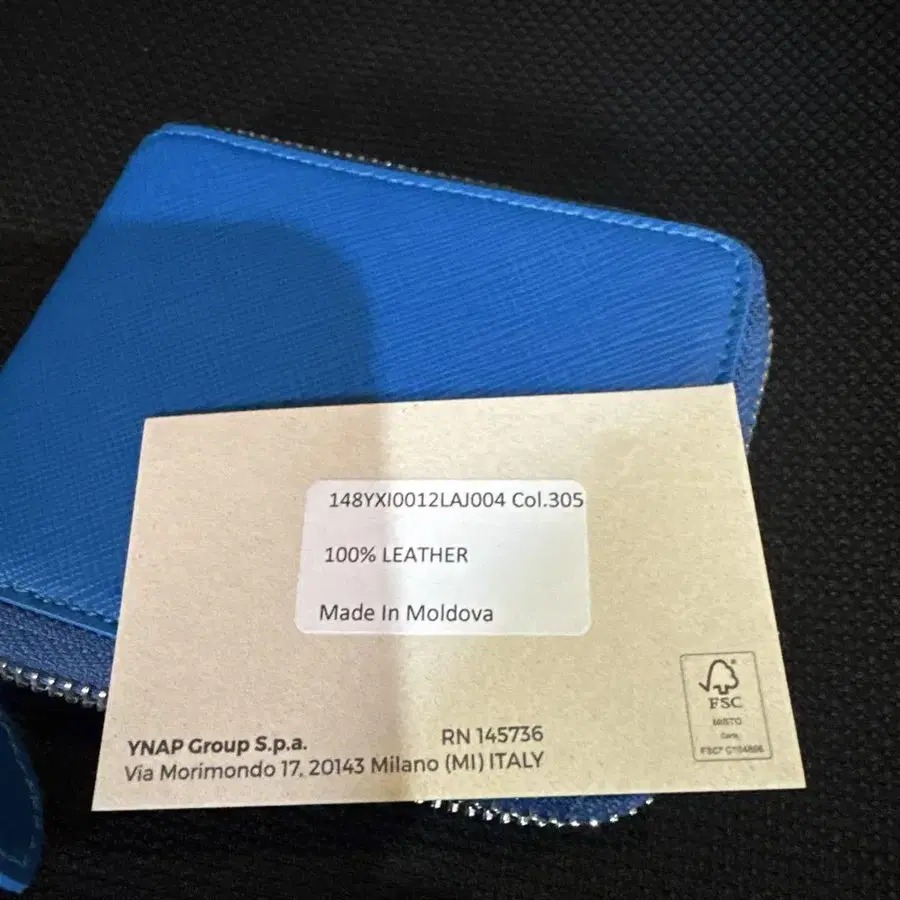 148YXI0012LAJ004 Col.305
100% LEATHER
Made In Moldova
YNAP Group S.p.a.
RN 145736
Via Morimondo 17, 20143 Milano (MI) ITALY
FSC
MISTO